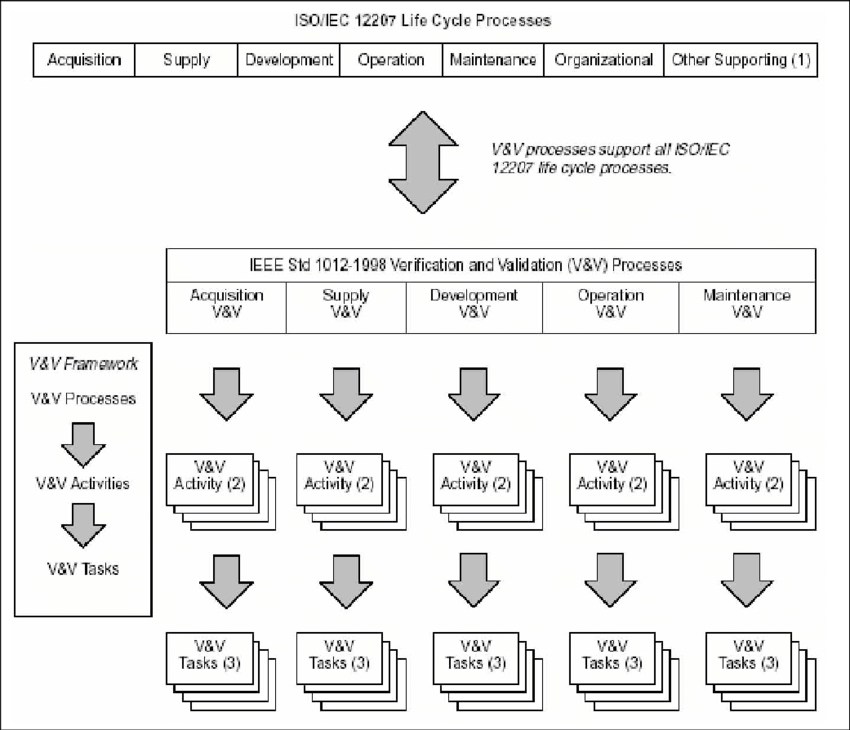 ISO/IEC 12207 Life Cycle Processes
Acquisition Supply Development Operation Maintenance Organizational Other Supporting (1)
V&V processes support all ISO/IEC
12207 life cycle processes.
IEEE Std 1012-1998 Verification and Validation (V&V) Processes
Acquisition Supply Development Operation Maintenance
V&V V&V V&V V&V V&V
V&V Framework
V&V Processes
V&V Activities
V&V Tasks
V&V V&V V&V V&V V&V
Activity (2) Activity (2) Activity (2) Activity (2) Activity (2)
V&V V&V V&V V&V V&V
Tasks (3) Tasks (3) Tasks (3) Tasks (3) Tasks (3)